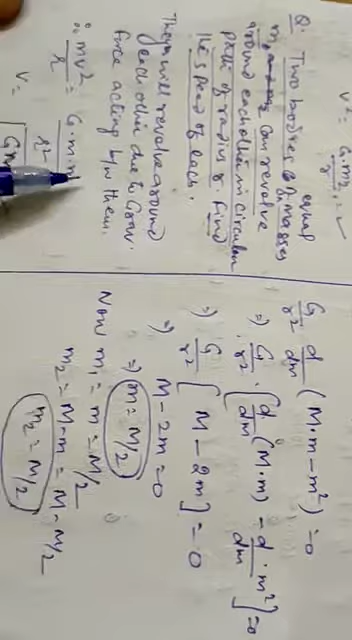 v = G.m₂/r
Q. Two bodies of equal masses
m can revolve
around each other in circular
path of radius r. Find
the speed of each.
They will revolve around
each other due to Grav.
force acting b/w them.
∴ mv²/r = G.m.m/r²
v = √Gm
G/r² d/dm (M.m − m²) = 0
⇒ G/r² . [d/dm (M.m) − d/dm . m²] = 0
⇒ G/r² [M − 2m] = 0
⇒ M − 2m = 0
⇒ m = M/2
Now m₁ = m = M/2
m₂ = M − m = M − M/2
m₂ = M/2